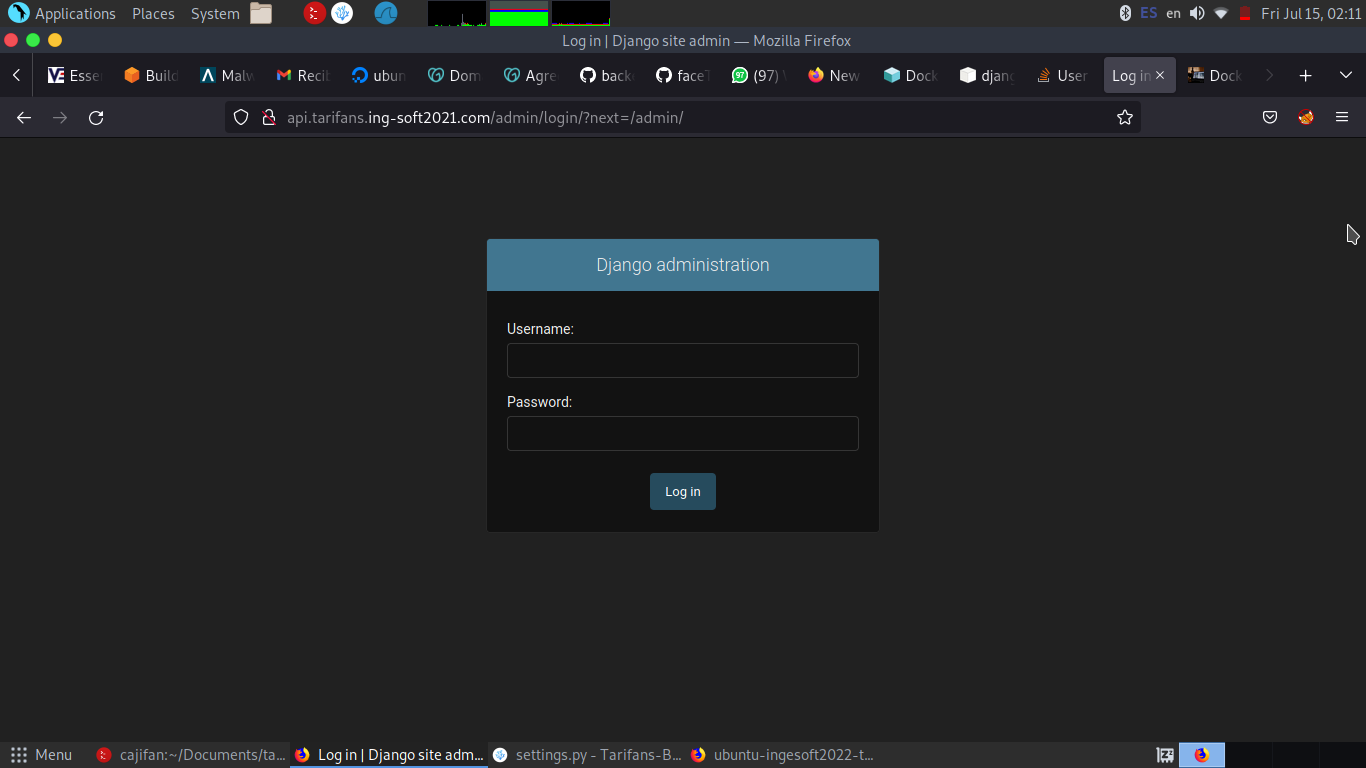 Applications Places System ES en Fri Jul 15, 02:11
Log in | Django site admin — Mozilla Firefox
Esser Build Malw Recib ubun Dom Agre back face (97) New Dock djang User Log in Dock
api.tarifans.ing-soft2021.com/admin/login/?next=/admin/
Django administration
Username:
Password:
Log in
Menu cajifan:~/Documents/ta... Log in | Django site adm... settings.py - Tarifans-B... ubuntu-ingesoft2022-t...